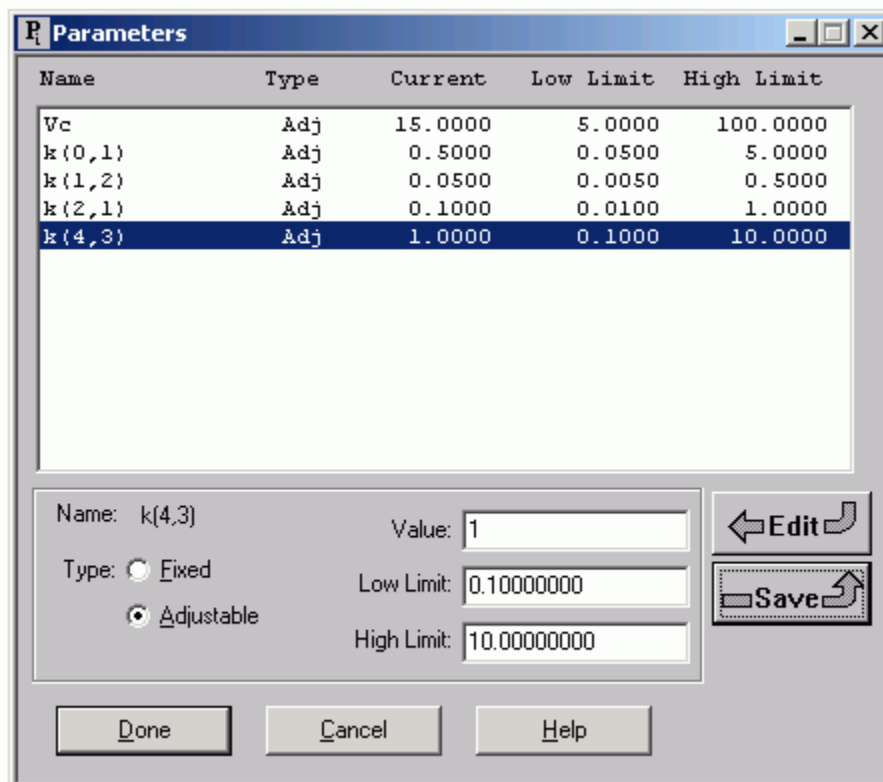 Parameters
Name Type Current Low Limit High Limit
Vc Adj 15.0000 5.0000 100.0000
k(0,1) Adj 0.5000 0.0500 5.0000
k(1,2) Adj 0.0500 0.0050 0.5000
k(2,1) Adj 0.1000 0.0100 1.0000
k(4,3) Adj 1.0000 0.1000 10.0000
Name: k(4,3)
Value: 1
Edit
Type: Fixed
Low Limit: 0.10000000
Save
Adjustable
High Limit: 10.00000000
Done Cancel Help